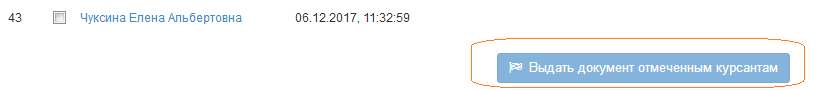 43 Чуксина Елена Альбертовна 06.12.2017, 11:32:59
Выдать документ отмеченным курсантам